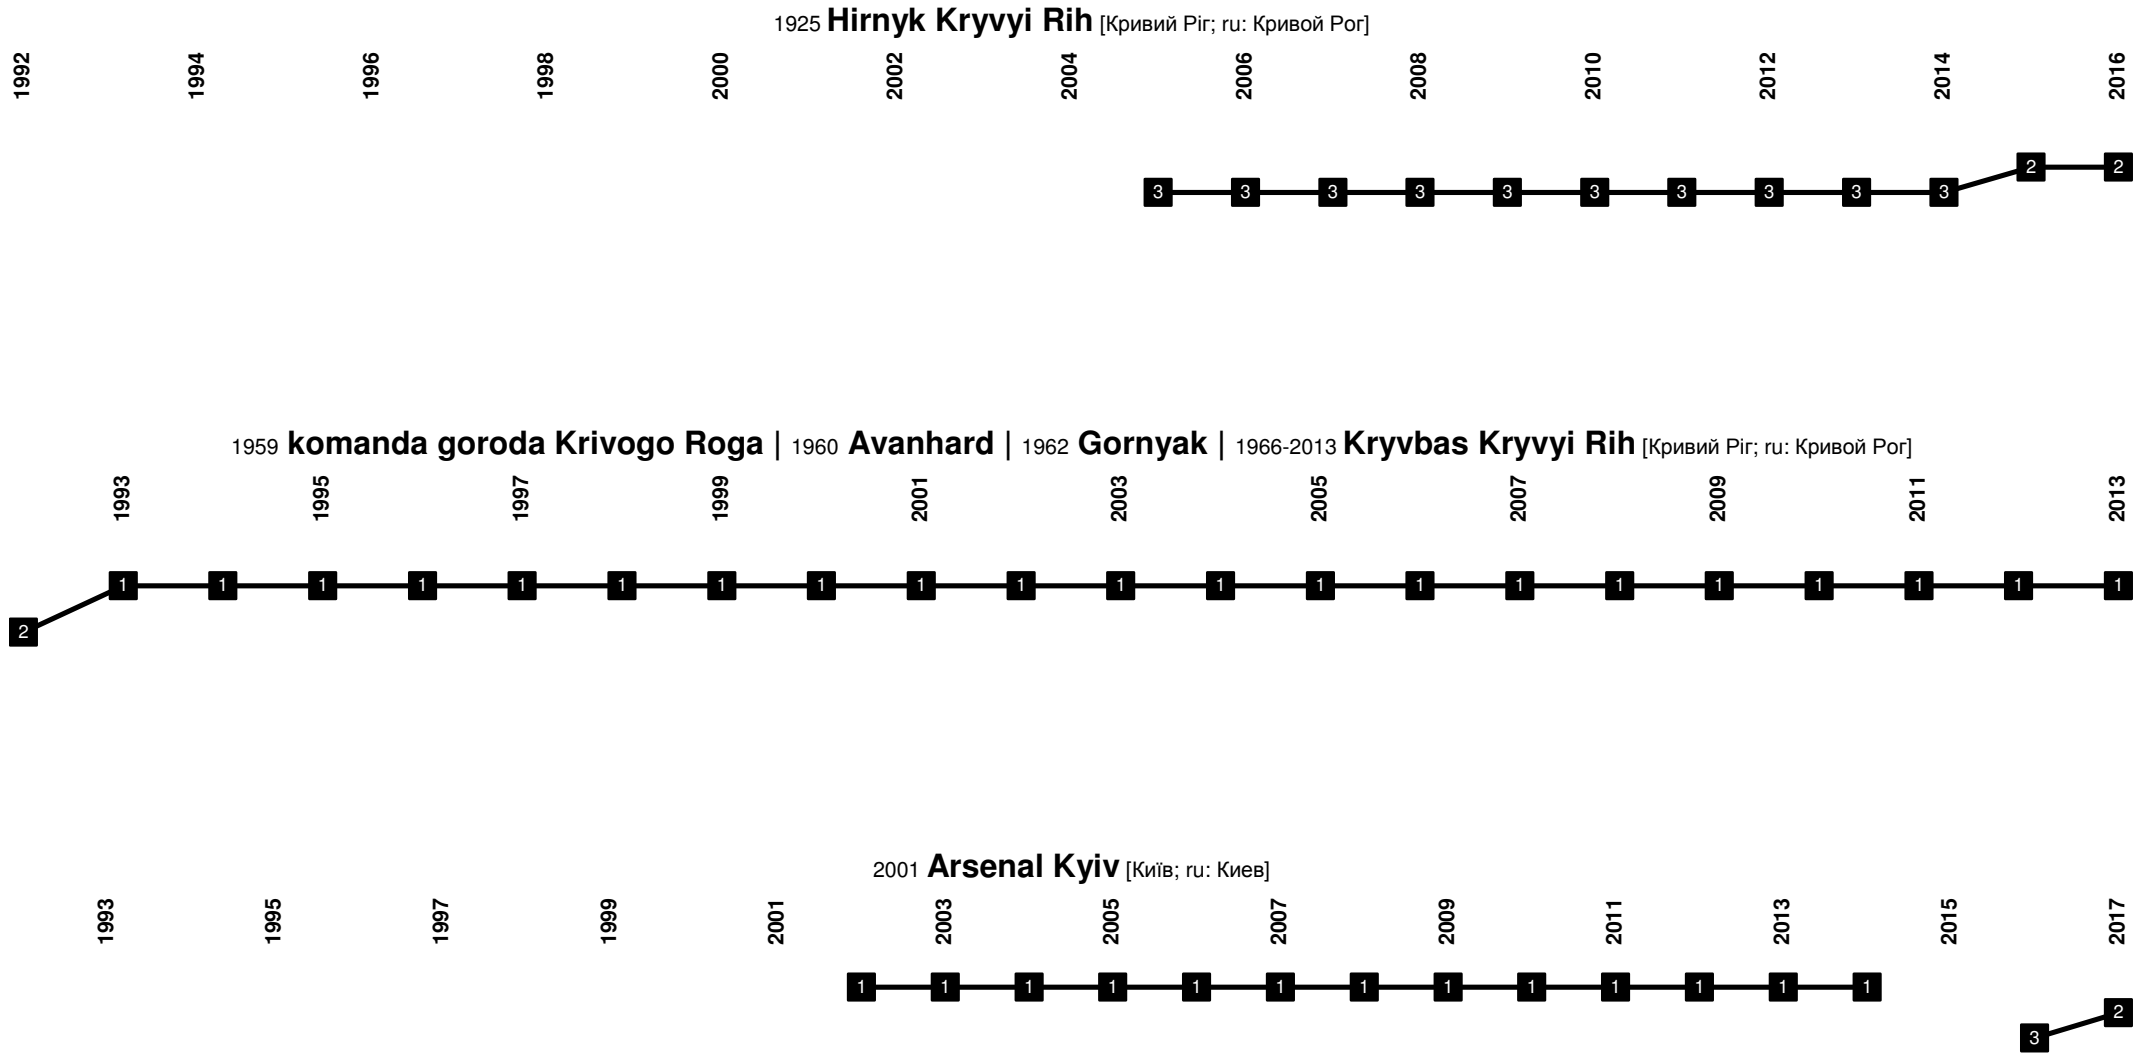 1925 Hirnyk Kryvyi Rih [Кривий Ріг; ru: Кривой Рог]
1992 1994 1996 1998 2000 2002 2004 2006 2008 2010 2012 2014 2016
2 2
3 3 3 3 3 3 3 3 3 3
1959 komanda goroda Krivogo Roga | 1960 Avanhard | 1962 Gornyak | 1966-2013 Kryvbas Kryvyi Rih [Кривий Ріг; ru: Кривой Рог]
1993 1995 1997 1999 2001 2003 2005 2007 2009 2011 2013
1 1 1 1 1 1 1 1 1 1 1 1 1 1 1 1 1 1 1 1 1
2
2001 Arsenal Kyiv [Київ; ru: Киев]
1993 1995 1997 1999 2001 2003 2005 2007 2009 2011 2013 2015 2017
1 1 1 1 1 1 1 1 1 1 1 1 1
2
3